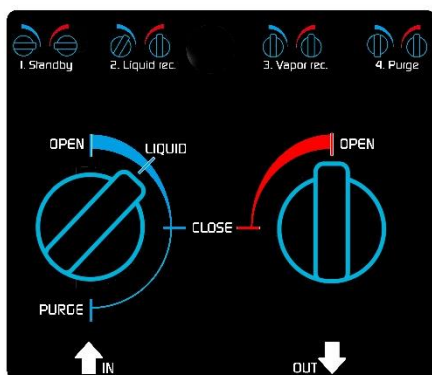 1. Standby
2. Liquid rec.
3. Vapor rec.
4. Purge
OPEN
LIQUID
OPEN
CLOSE
PURGE
IN
OUT